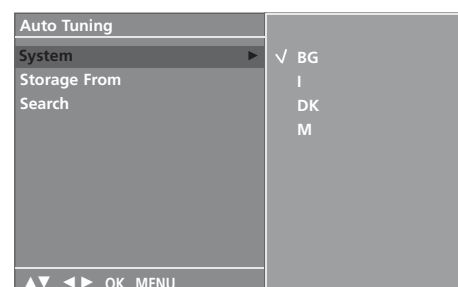 Auto Tuning
System ►
Storage From
Search
√ BG
I
DK
M
▲▼ ◄► OK MENU